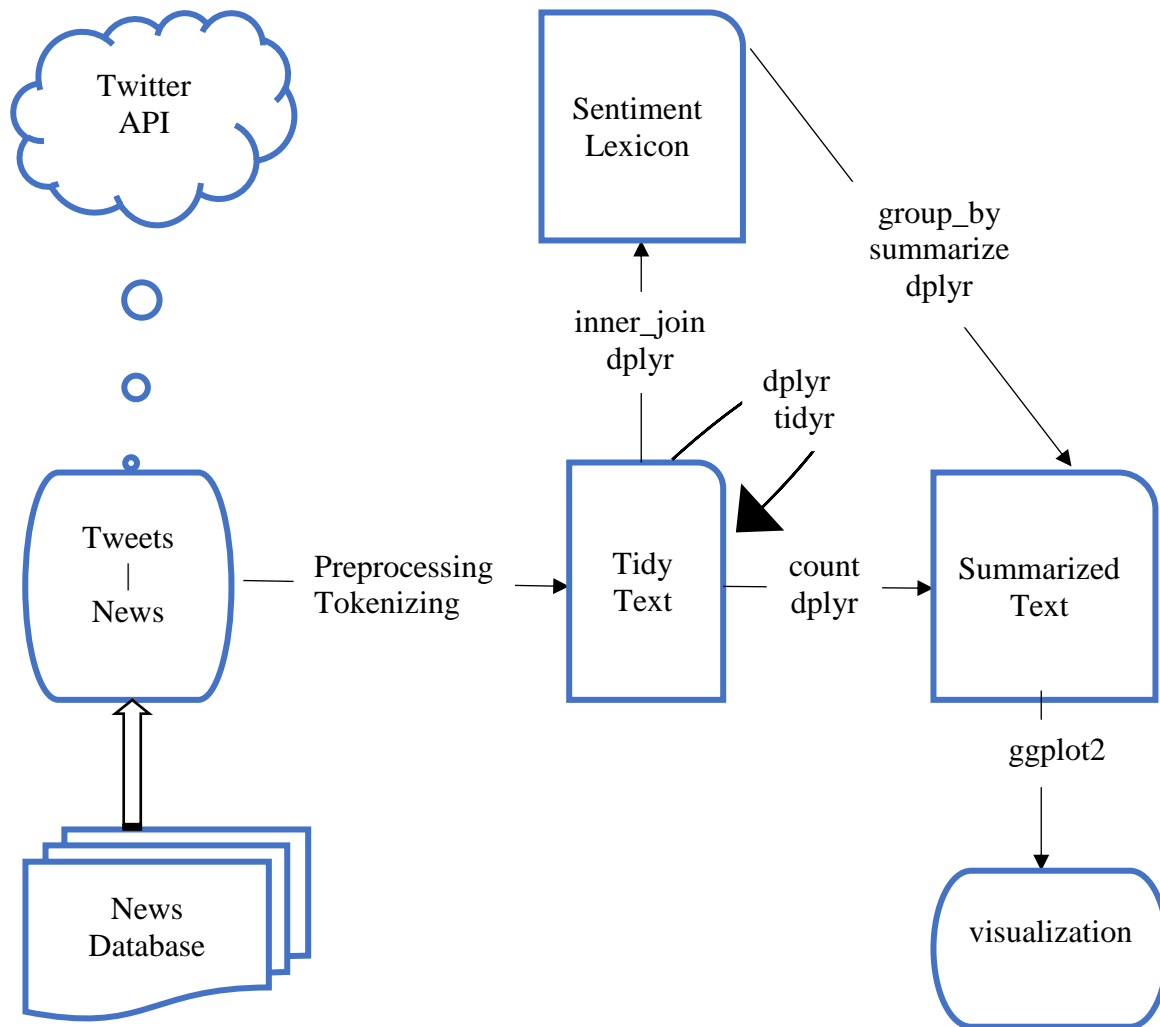 Twitter
API
Sentiment
Lexicon
group_by
summarize
dplyr
inner_join
dplyr
dplyr
tidyr
Tweets
|
News
Preprocessing
Tokenizing
Tidy
Text
count
dplyr
Summarized
Text
ggplot2
News
Database
visualization